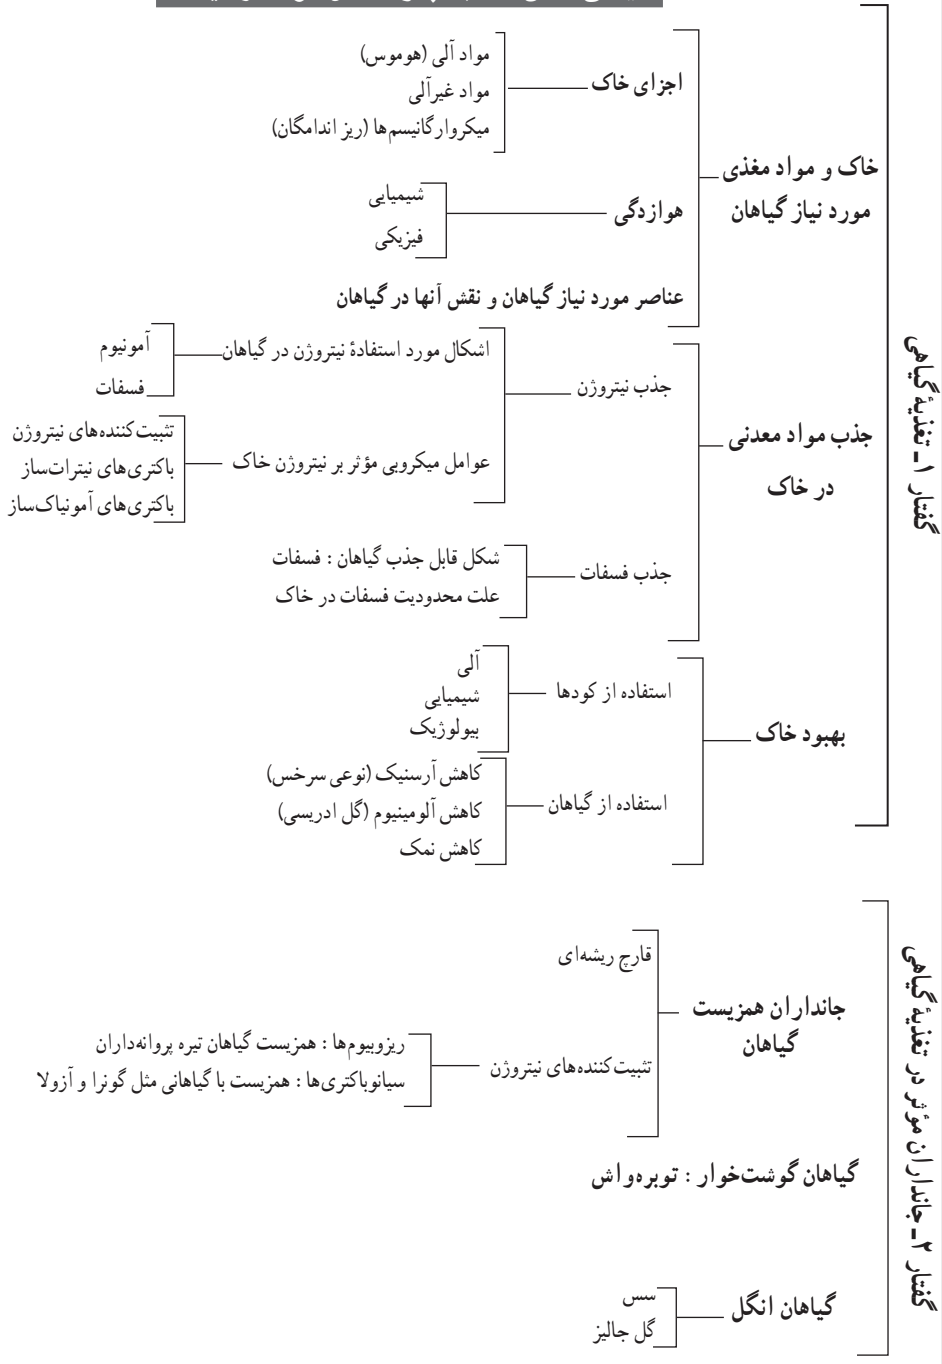 گفتار ۱ـ تغذیهٔ گیاهی
خاک و مواد مغذی
مورد نیاز گیاهان
اجزای خاک
مواد آلی (هوموس)
مواد غیرآلی
میکروارگانیسم‌ها (ریز اندامگان)
هوازدگی
شیمیایی
فیزیکی
عناصر مورد نیاز گیاهان و نقش آنها در گیاهان
جذب مواد معدنی
در خاک
جذب نیتروژن
اشکال مورد استفادهٔ نیتروژن در گیاهان
آمونیوم
فسفات
عوامل میکروبی مؤثر بر نیتروژن خاک
تثبیت‌کننده‌های نیتروژن
باکتری‌های نیترات‌ساز
باکتری‌های آمونیاک‌ساز
جذب فسفات
شکل قابل جذب گیاهان : فسفات
علت محدودیت فسفات در خاک
بهبود خاک
استفاده از کودها
آلی
شیمیایی
بیولوژیک
استفاده از گیاهان
کاهش آرسنیک (نوعی سرخس)
کاهش آلومینیوم (گل ادریسی)
کاهش نمک
گفتار ۲ـ جانداران مؤثر در تغذیهٔ گیاهی
جانداران همزیست
گیاهان
قارچ ریشه‌ای
تثبیت‌کننده‌های نیتروژن
ریزوبیوم‌ها : همزیست گیاهان تیره پروانه‌داران
سیانوباکتری‌ها : همزیست با گیاهانی مثل گونرا و آزولا
گیاهان گوشت‌خوار : توبره‌واش
گیاهان انگل
سس
گل جالیز